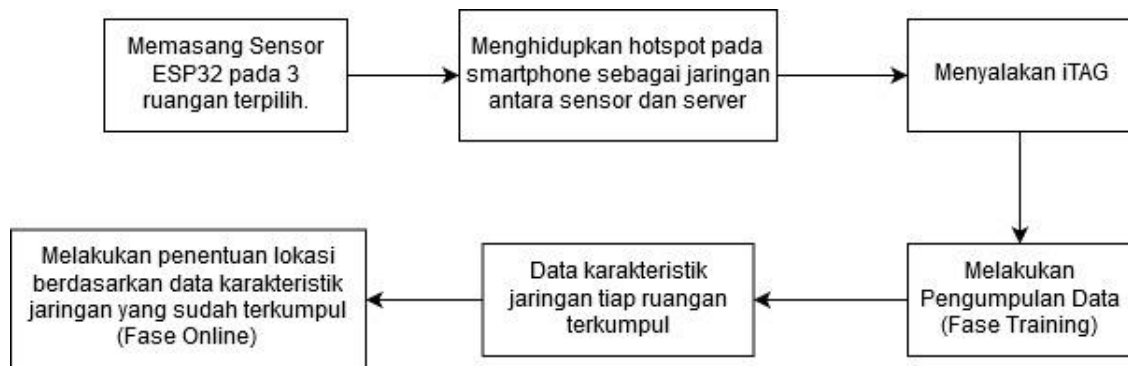 Memasang Sensor
ESP32 pada 3
ruangan terpilih.
Menghidupkan hotspot pada
smartphone sebagai jaringan
antara sensor dan server
Menyalakan iTAG
Melakukan
Pengumpulan Data
(Fase Training)
Data karakteristik
jaringan tiap ruangan
terkumpul
Melakukan penentuan lokasi
berdasarkan data karakteristik
jaringan yang sudah terkumpul
(Fase Online)